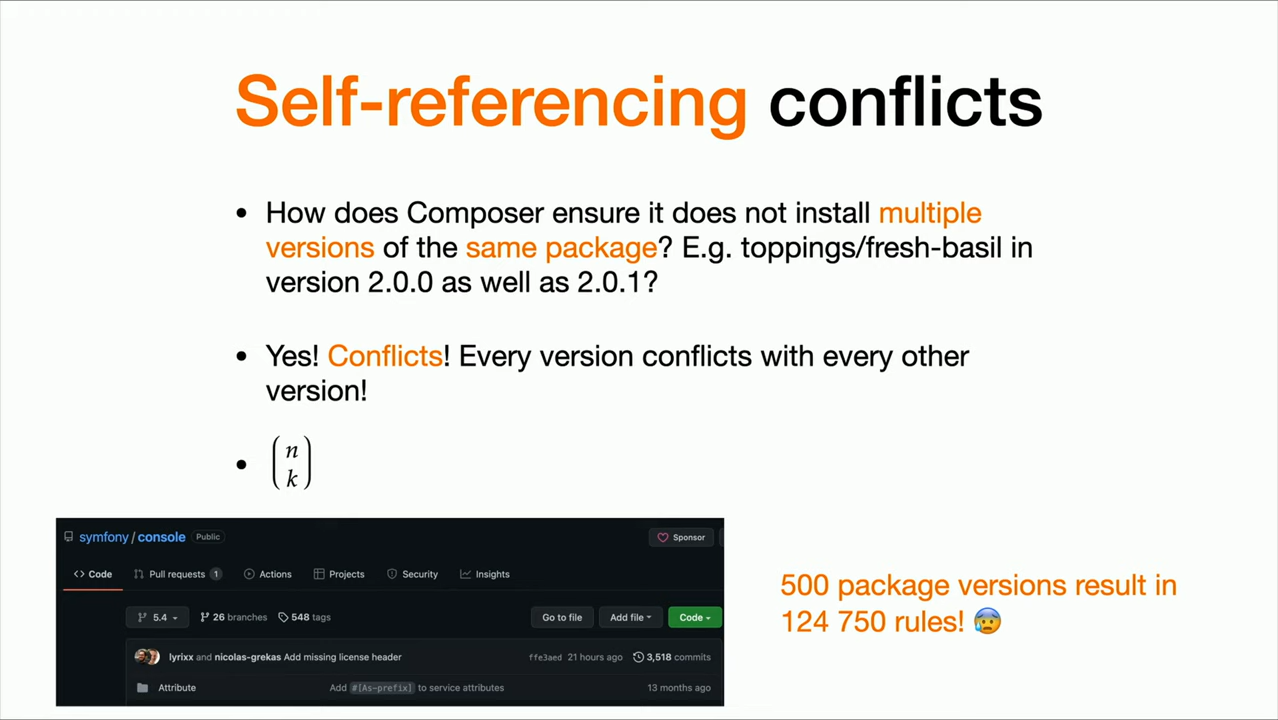 Self-referencing conflicts
• How does Composer ensure it does not install multiple
versions of the same package? E.g. toppings/fresh-basil in
version 2.0.0 as well as 2.0.1?
• Yes! Conflicts! Every version conflicts with every other
version!
• (n
k)
symfony / console Public Sponsor
Code Pull requests 1 Actions Projects Security Insights
5.4 26 branches 548 tags Go to file Add file Code
lyrixx and nicolas-grekas Add missing license header ffe3aed 21 hours ago 3,518 commits
Attribute Add #[As-prefix] to service attributes 13 months ago
500 package versions result in
124 750 rules! 😰